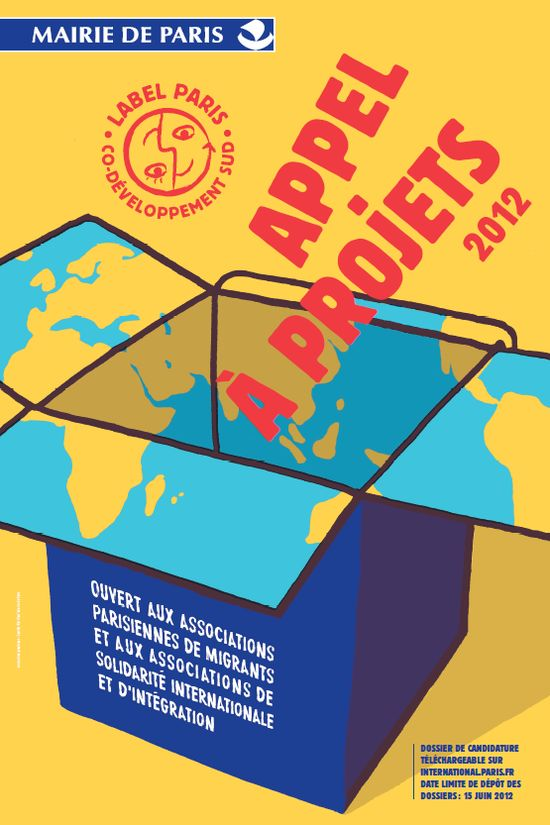 MAIRIE DE PARIS
• LABEL PARIS •
CO-DÉVELOPPEMENT SUD
APPEL
À PROJETS
2012
OUVERT AUX ASSOCIATIONS
PARISIENNES DE MIGRANTS
ET AUX ASSOCIATIONS DE
SOLIDARITÉ INTERNATIONALE
ET D'INTÉGRATION
DOSSIER DE CANDIDATURE
TÉLÉCHARGEABLE SUR
INTERNATIONAL.PARIS.FR
DATE LIMITE DE DÉPÔT DES
DOSSIERS : 15 JUIN 2012